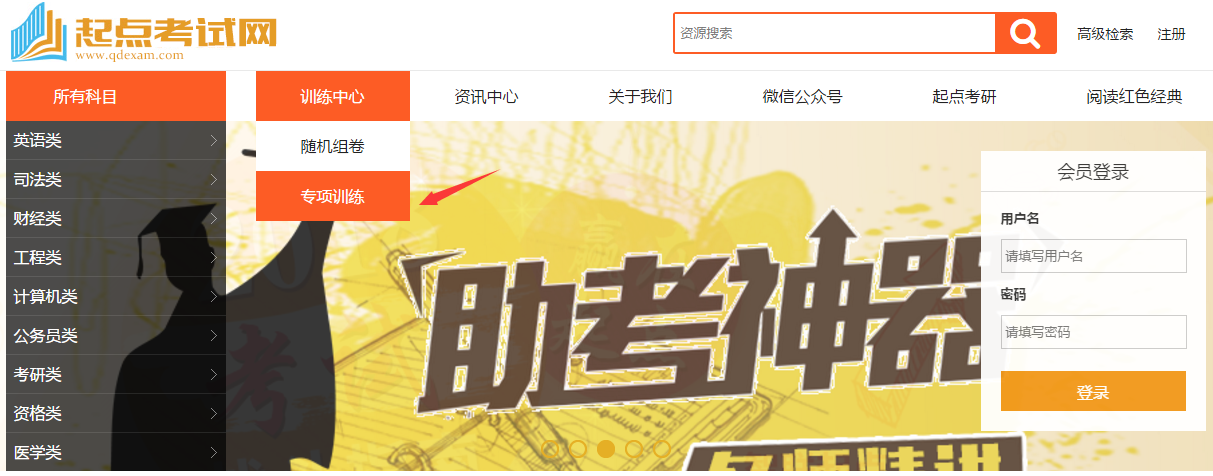 起点考试网
www.qdexam.com
资源搜索
高级检索 注册
所有科目 训练中心 资讯中心 关于我们 微信公众号 起点考研 阅读红色经典
随机组卷
专项训练
英语类
司法类
财经类
工程类
计算机类
公务员类
考研类
资格类
医学类
考
助考神器
名师精讲
会员登录
用户名
请填写用户名
密码
请填写密码
登录